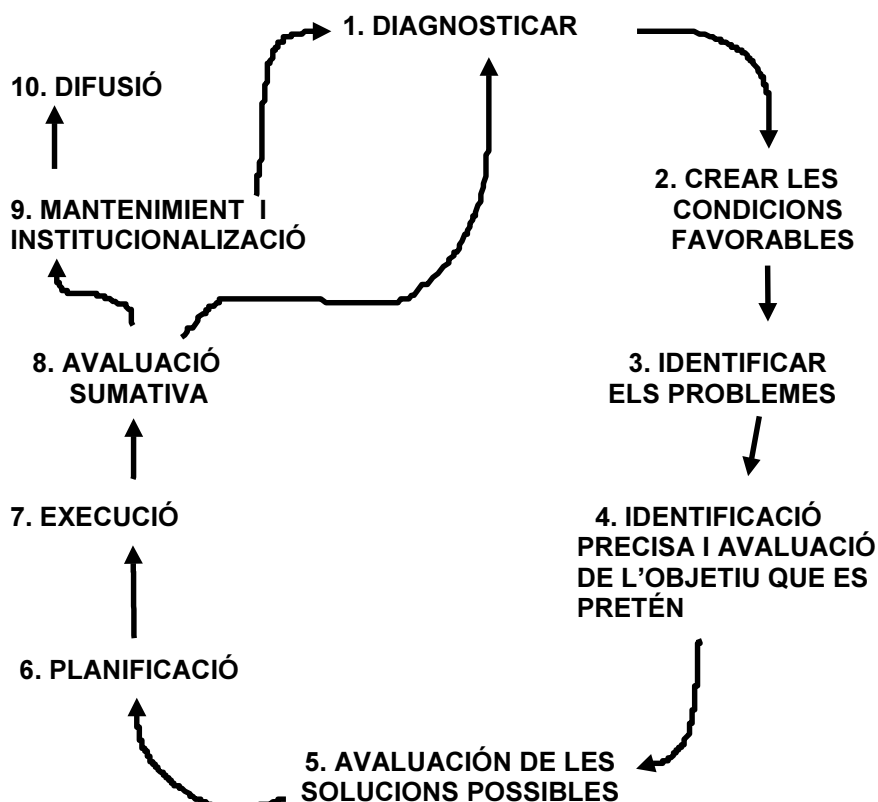 1. DIAGNOSTICAR
10. DIFUSIÓ
2. CREAR LES
CONDICIONS
FAVORABLES
9. MANTENIMIENT I
INSTITUCIONALIZACIÓ
3. IDENTIFICAR
ELS PROBLEMES
8. AVALUACIÓ
SUMATIVA
4. IDENTIFICACIÓ
PRECISA I AVALUACIÓ
DE L’OBJETIU QUE ES
PRETÉN
7. EXECUCIÓ
6. PLANIFICACIÓ
5. AVALUACIÓN DE LES
SOLUCIONS POSSIBLES